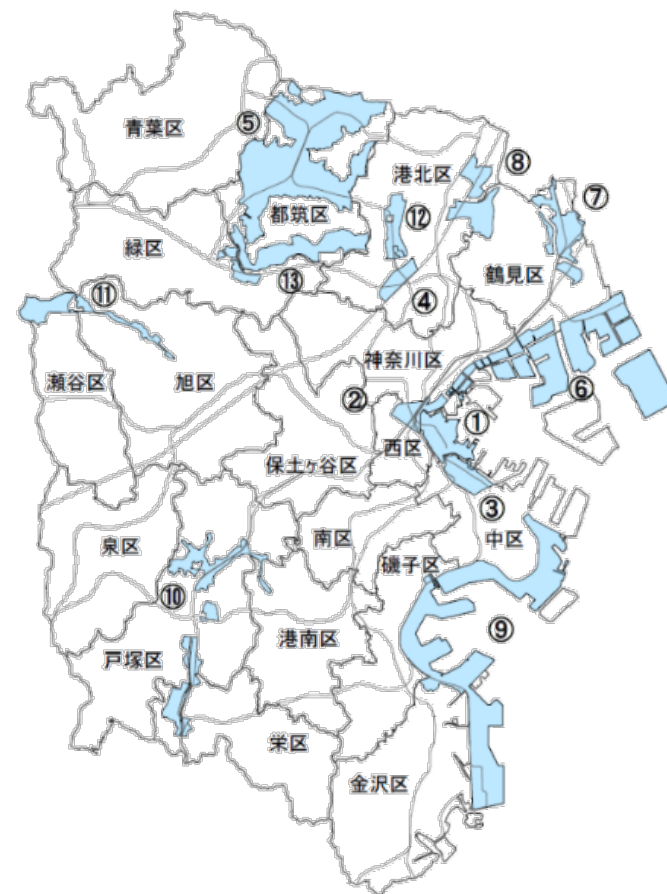 青葉区
⑤
港北区
⑧
⑦
都筑区
⑫
緑区
鶴見区
⑬
⑪
④
神奈川区
瀬谷区
旭区
⑥
②
①
西区
保土ヶ谷区
③
泉区
南区
中区
磯子区
⑩
⑨
港南区
戸塚区
栄区
金沢区